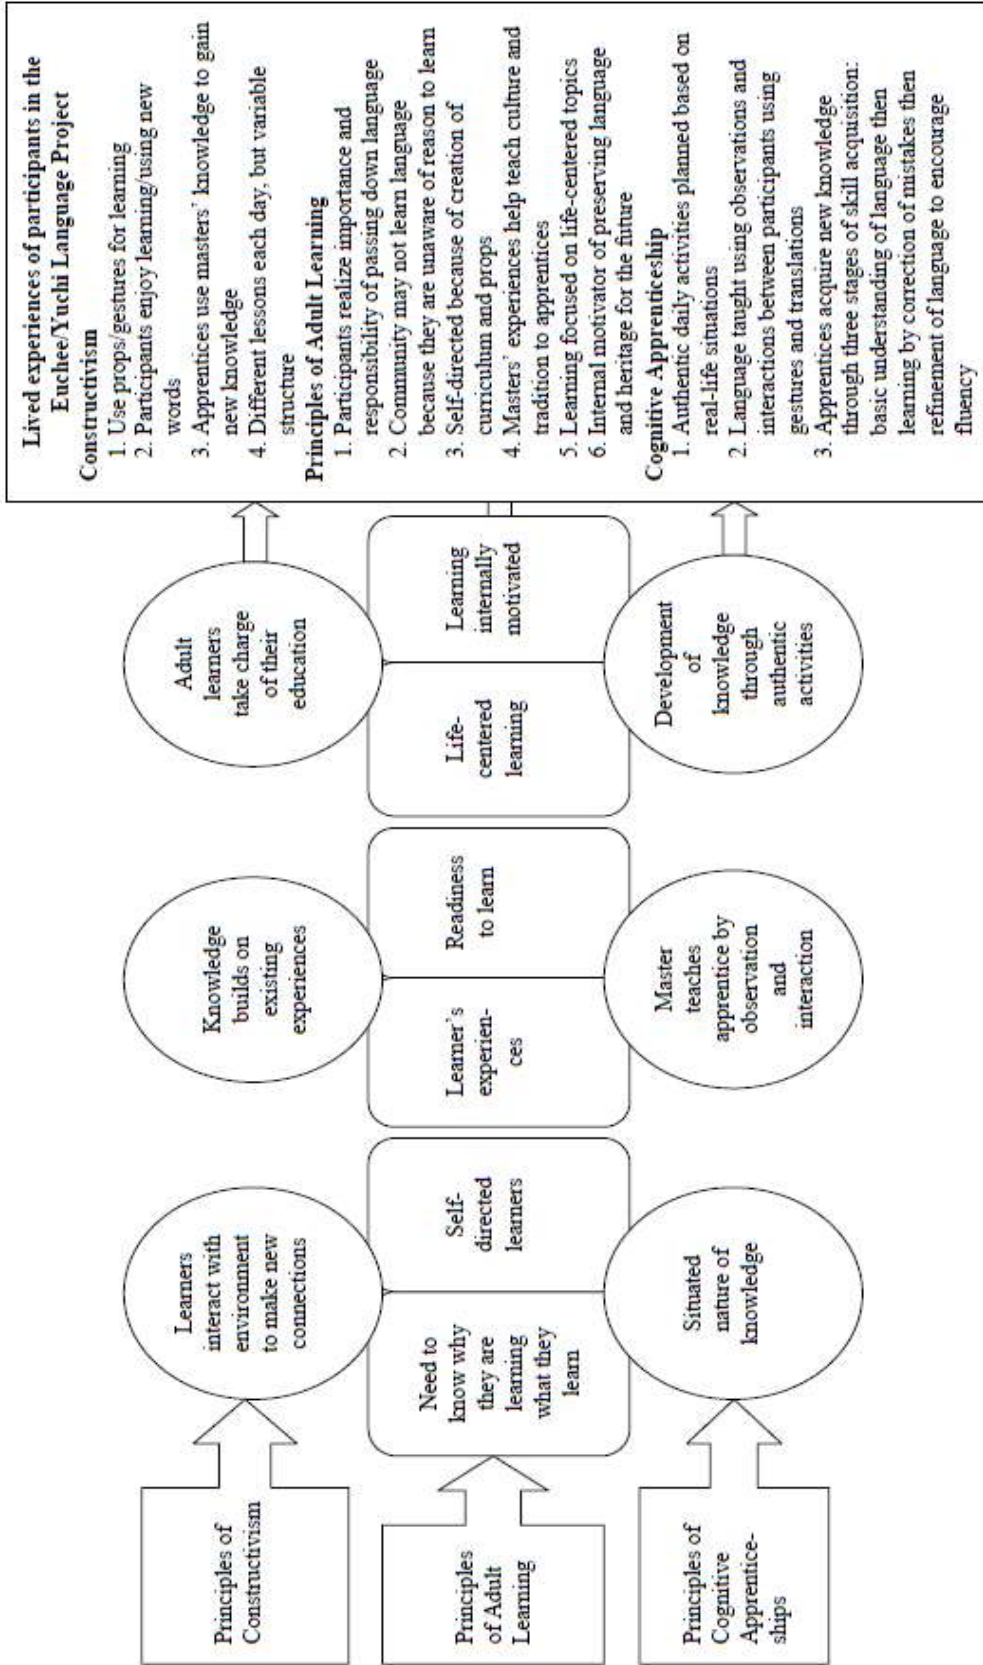 Principles of
Constructivism
Learners
interact with
environment
to make new
connections
Knowledge
builds on
existing
experiences
Adult
learners
take charge
of their
education
Principles
of Adult
Learning
Need to
know why
they are
learning
what they
learn
Self-
directed
learners
Learner's
experien-
ces
Readiness
to learn
Life-
centered
learning
Learning
internally
motivated
Principles of
Cognitive
Apprentice-
ships
Situated
nature of
knowledge
Master
teaches
apprentice by
observation
and
interaction
Development
of
knowledge
through
authentic
activities
Lived experiences of participants in the
Euchee/Yuchi Language Project
Constructivism
1. Use props/gestures for learning
2. Participants enjoy learning/using new
words
3. Apprentices use masters' knowledge to gain
new knowledge
4. Different lessons each day, but variable
structure
Principles of Adult Learning
1. Participants realize importance and
responsibility of passing down language
2. Community may not learn language
because they are unaware of reason to learn
3.Self-directed because of creation of
curriculum and props
4. Masters' experiences help teach culture and
tradition to apprentices
5. Learning focused on life-centered topics
6. Internal motivator of preserving language
and heritage for the future
Cognitive Apprenticeship
1. Authentic daily activities planned based on
real-life situations
2. Language taught using observations and
interactions between participants using
gestures and translations
3. Apprentices acquire new knowledge
through three stages of skill acquisition:
basic understanding of language then
learning by correction of mistakes then
refinement of language to encourage
fluency